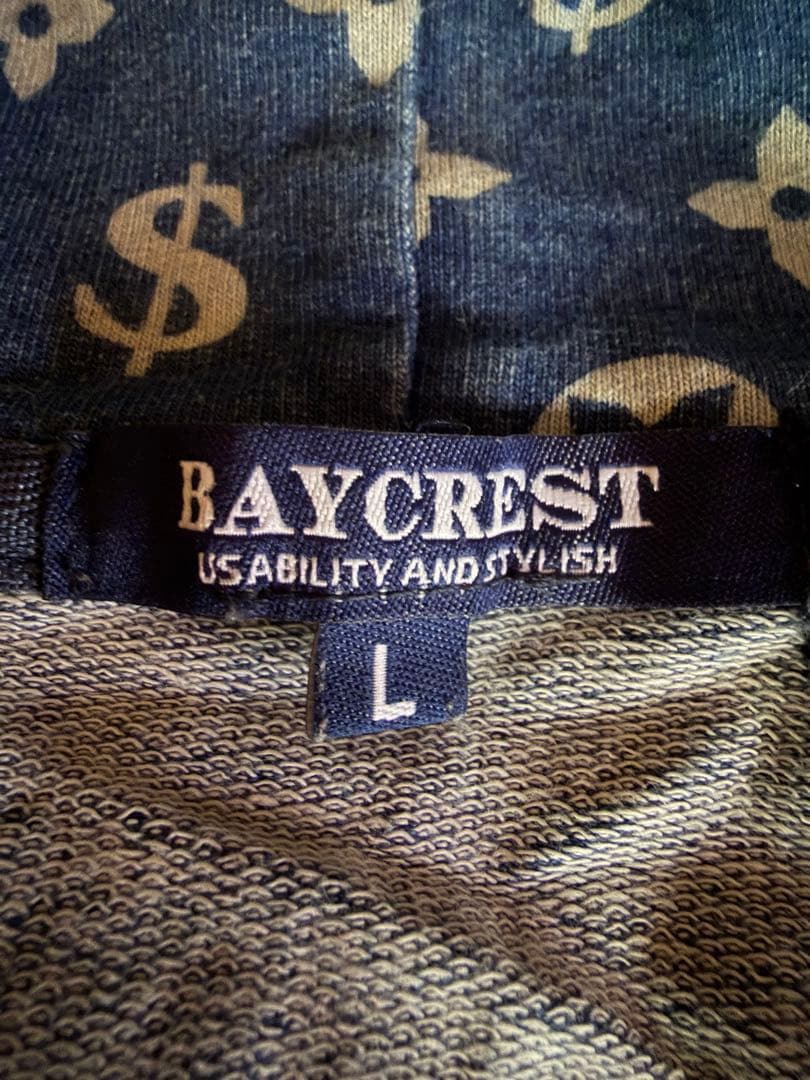 $
BAYCREST
USABILITY AND STYLISH
L